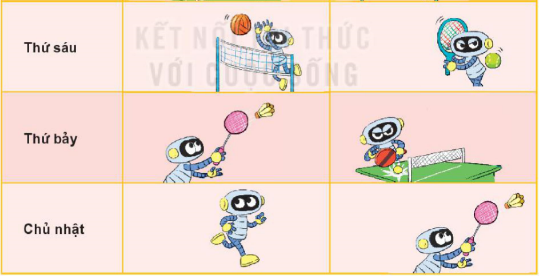 Thứ sáu
KẾT NỐI TRI THỨC
VỚI CUỘC SỐNG
Thứ bảy
Chủ nhật